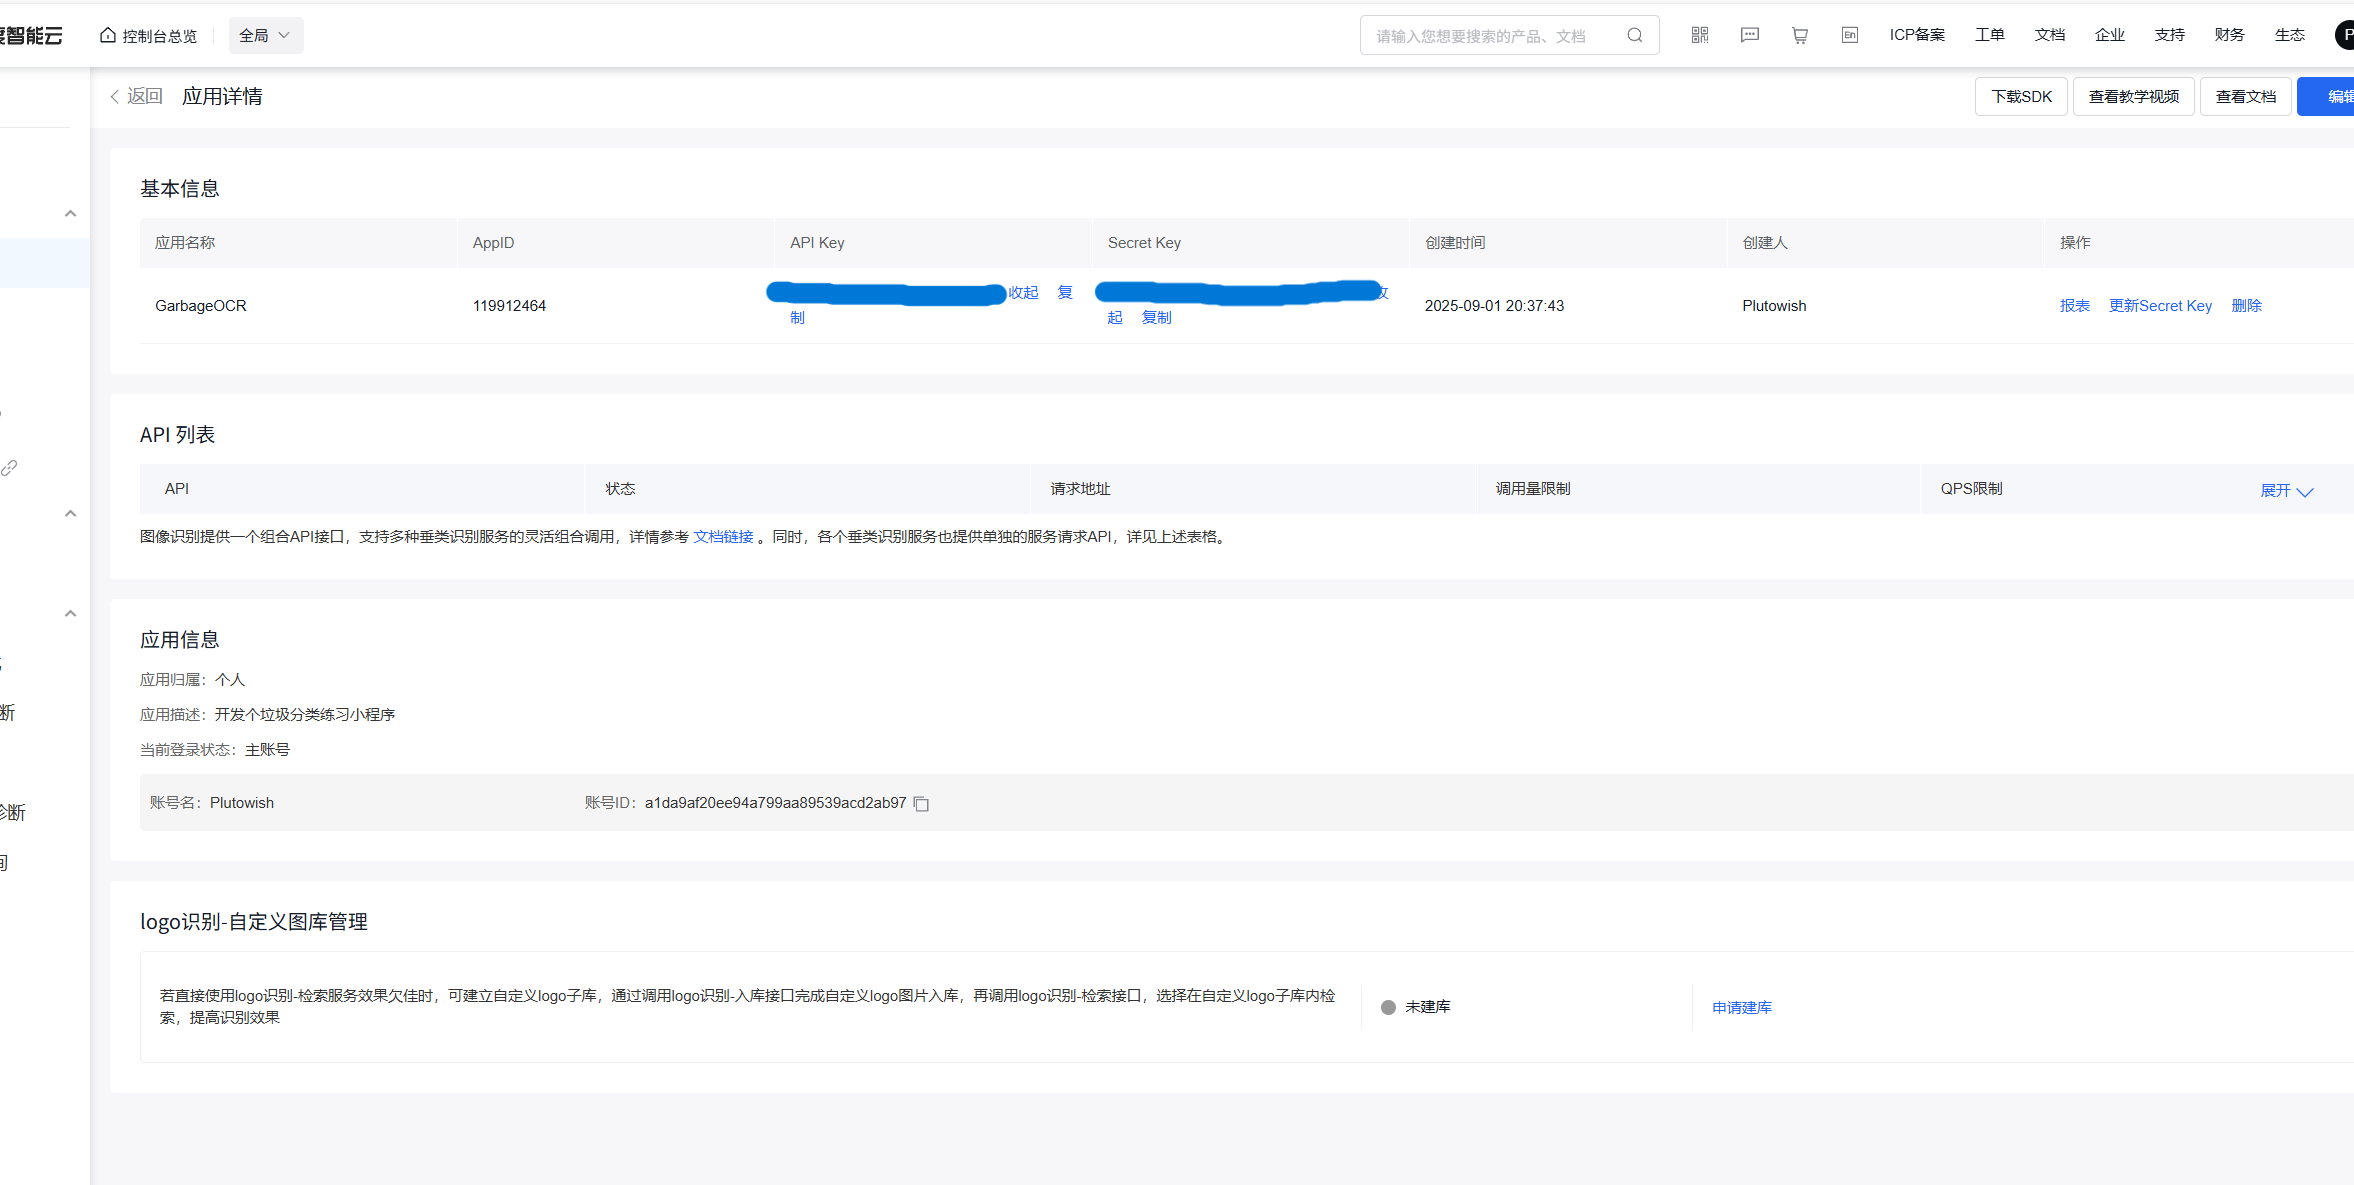 度智能云 控制台总览 全局 请输入您想要搜索的产品、文档 En ICP备案 工单 文档 企业 支持 财务 生态 P
返回 应用详情 下载SDK 查看教学视频 查看文档 编辑
基本信息
应用名称 AppID API Key Secret Key 创建时间 创建人 操作
GarbageOCR 119912464 收起 复制 收起 复制 2025-09-01 20:37:43 Plutowish 报表 更新Secret Key 删除
API 列表
API 状态 请求地址 调用量限制 QPS限制 展开
图像识别提供一个组合API接口，支持多种垂类识别服务的灵活组合调用，详情参考 文档链接 。同时，各个垂类识别服务也提供单独的服务请求API，详见上述表格。
应用信息
应用归属：个人
应用描述：开发个垃圾分类练习小程序
断
当前登录状态：主账号
账号名：Plutowish 账号ID：a1da9af20ee94a799aa89539acd2ab97
诊断
logo识别-自定义图库管理
若直接使用logo识别-检索服务效果欠佳时，可建立自定义logo子库，通过调用logo识别-入库接口完成自定义logo图片入库，再调用logo识别-检索接口，选择在自定义logo子库内检
索，提高识别效果
未建库 申请建库